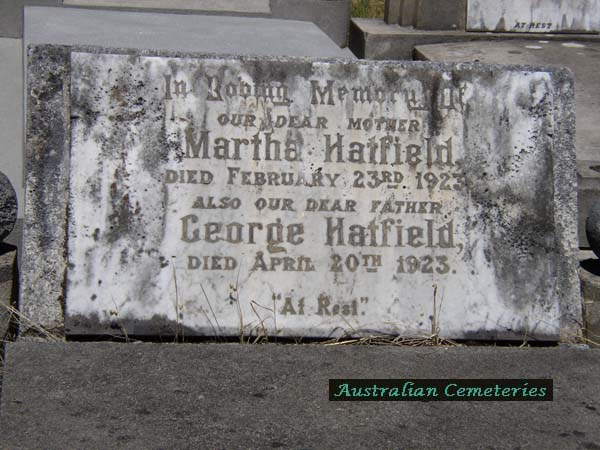 AT REST
In Loving Memory Of
OUR DEAR MOTHER
Martha Hatfield,
DIED FEBRUARY 23RD 1923
ALSO OUR DEAR FATHER
George Hatfield,
DIED APRIL 20TH 1923.
"At Rest."
Australian Cemeteries